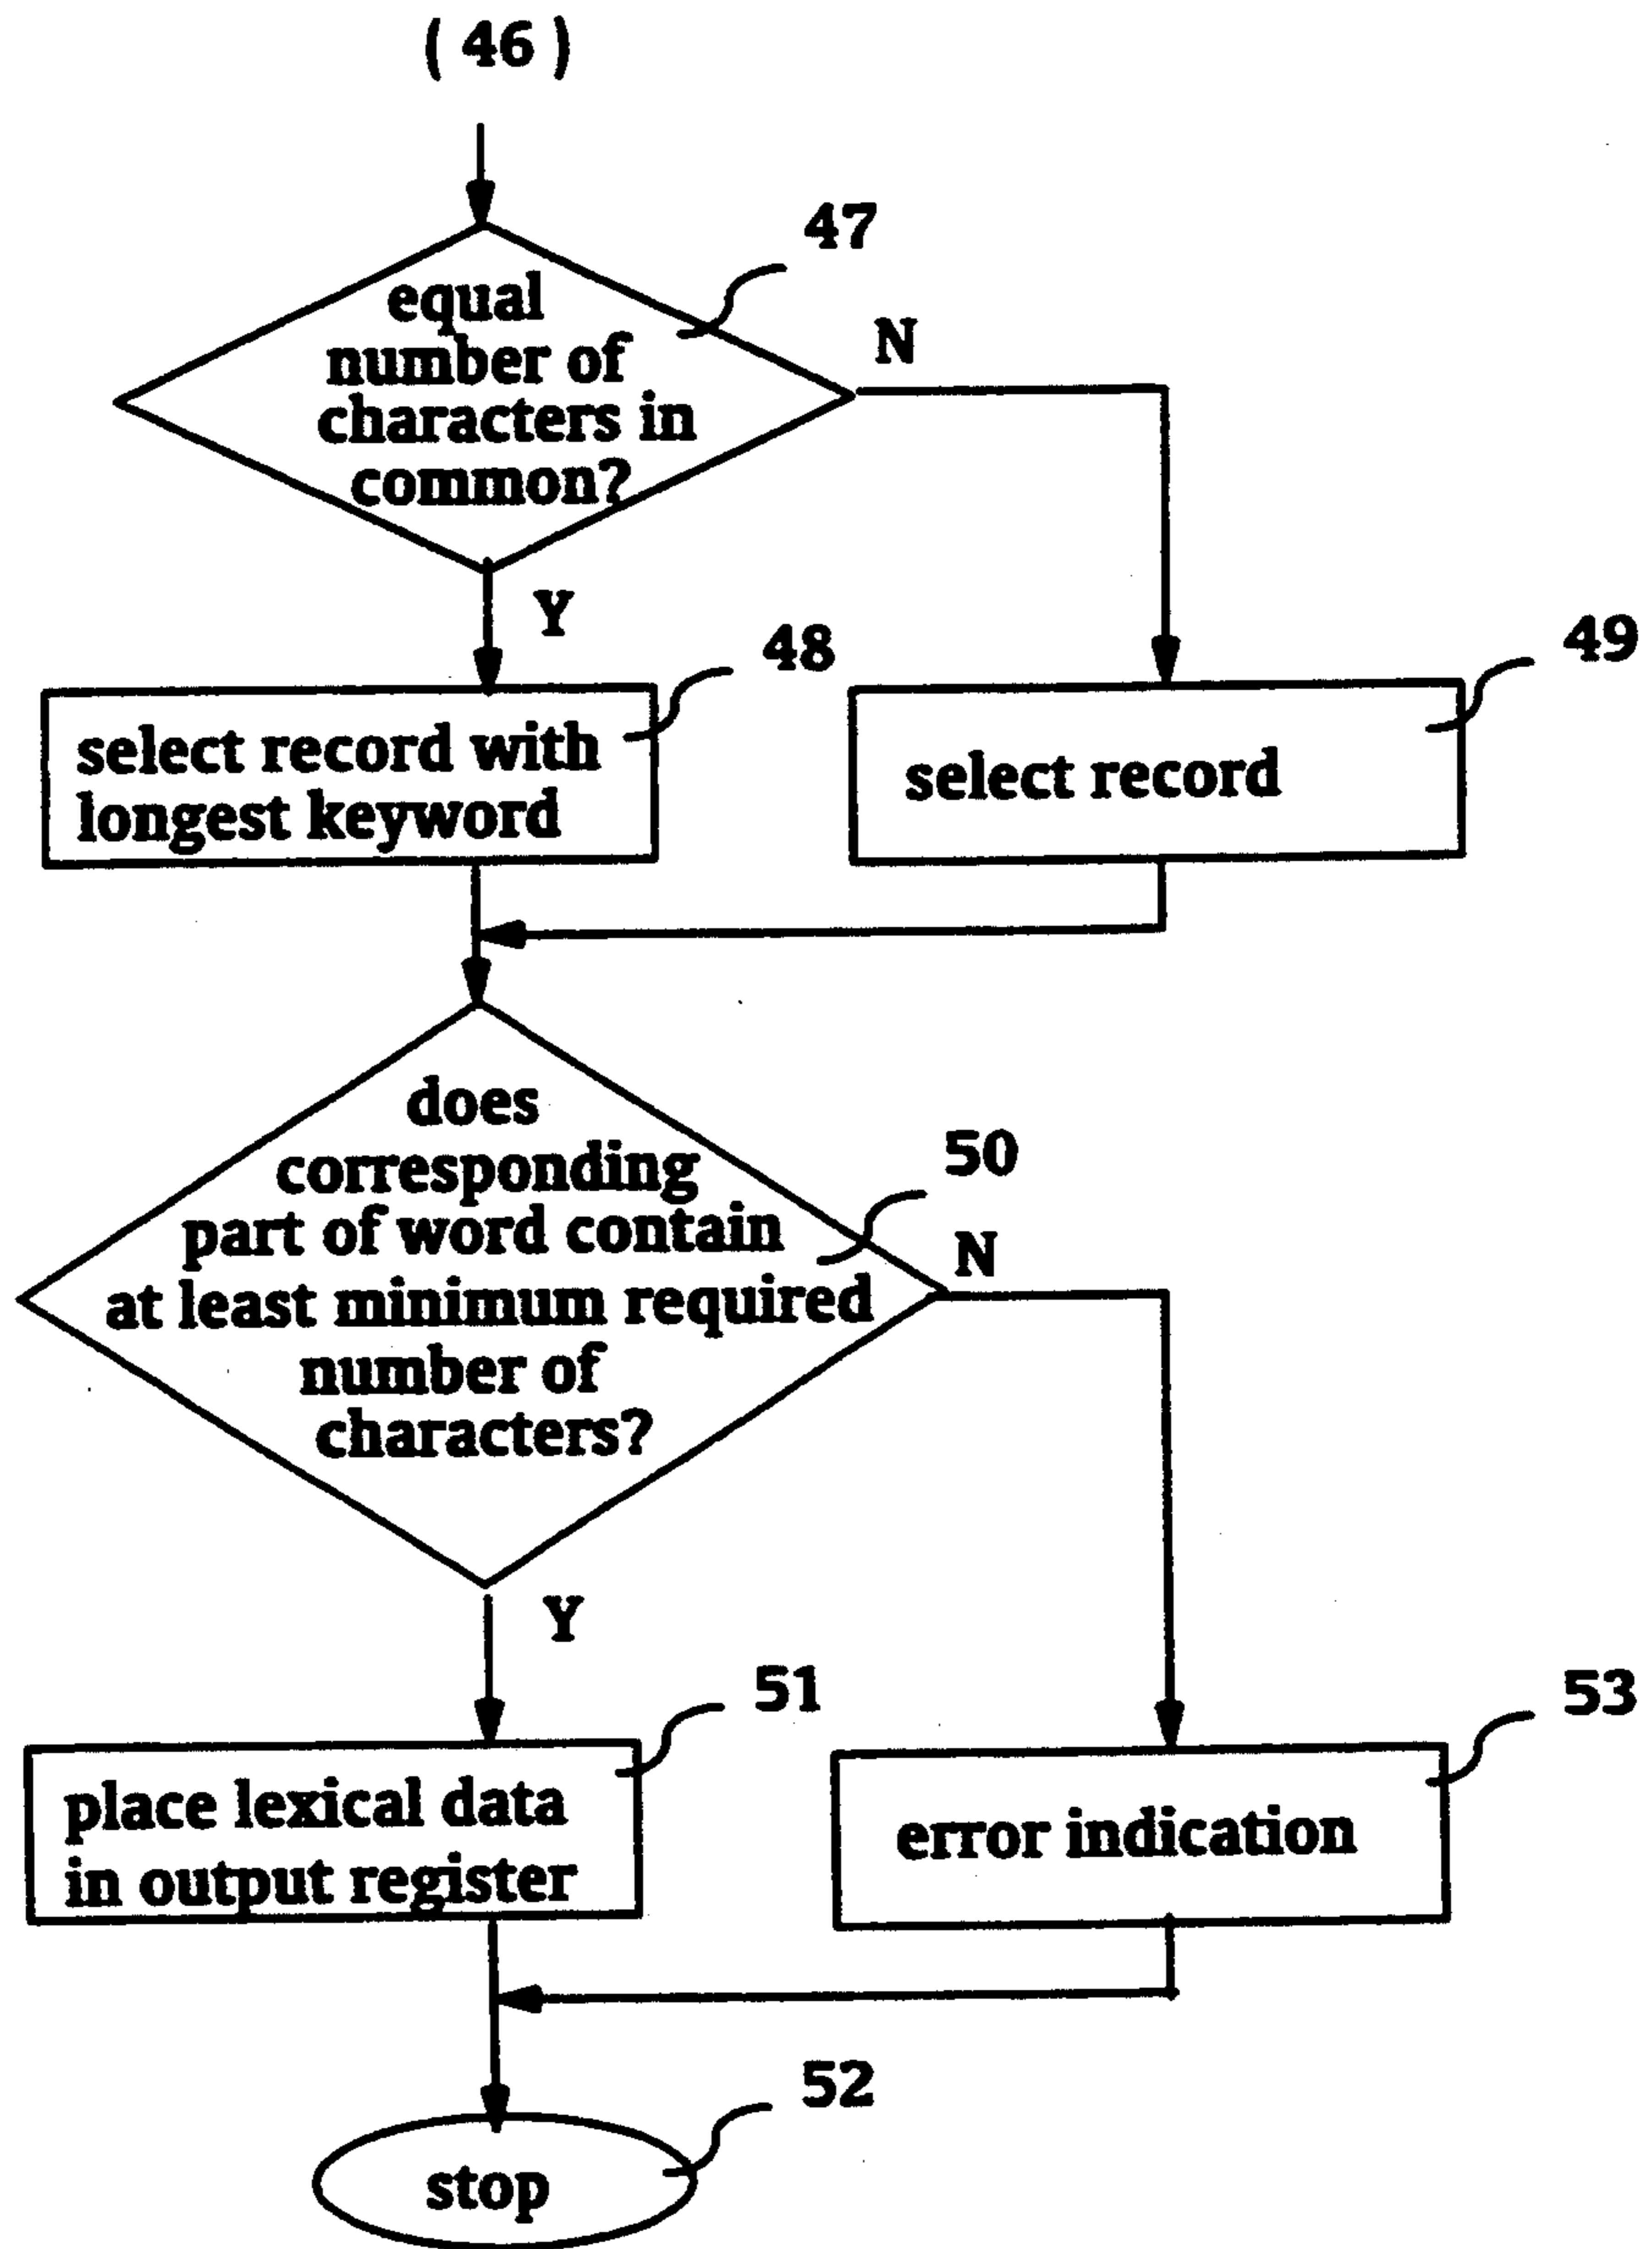 ( 46 )
47
equal
number of
characters in
common?
N
Y
48
select record with
longest keyword
49
select record
does
corresponding
part of word contain
at least minimum required
number of
characters?
50
N
Y
51
place lexical data
in output register
53
error indication
52
stop